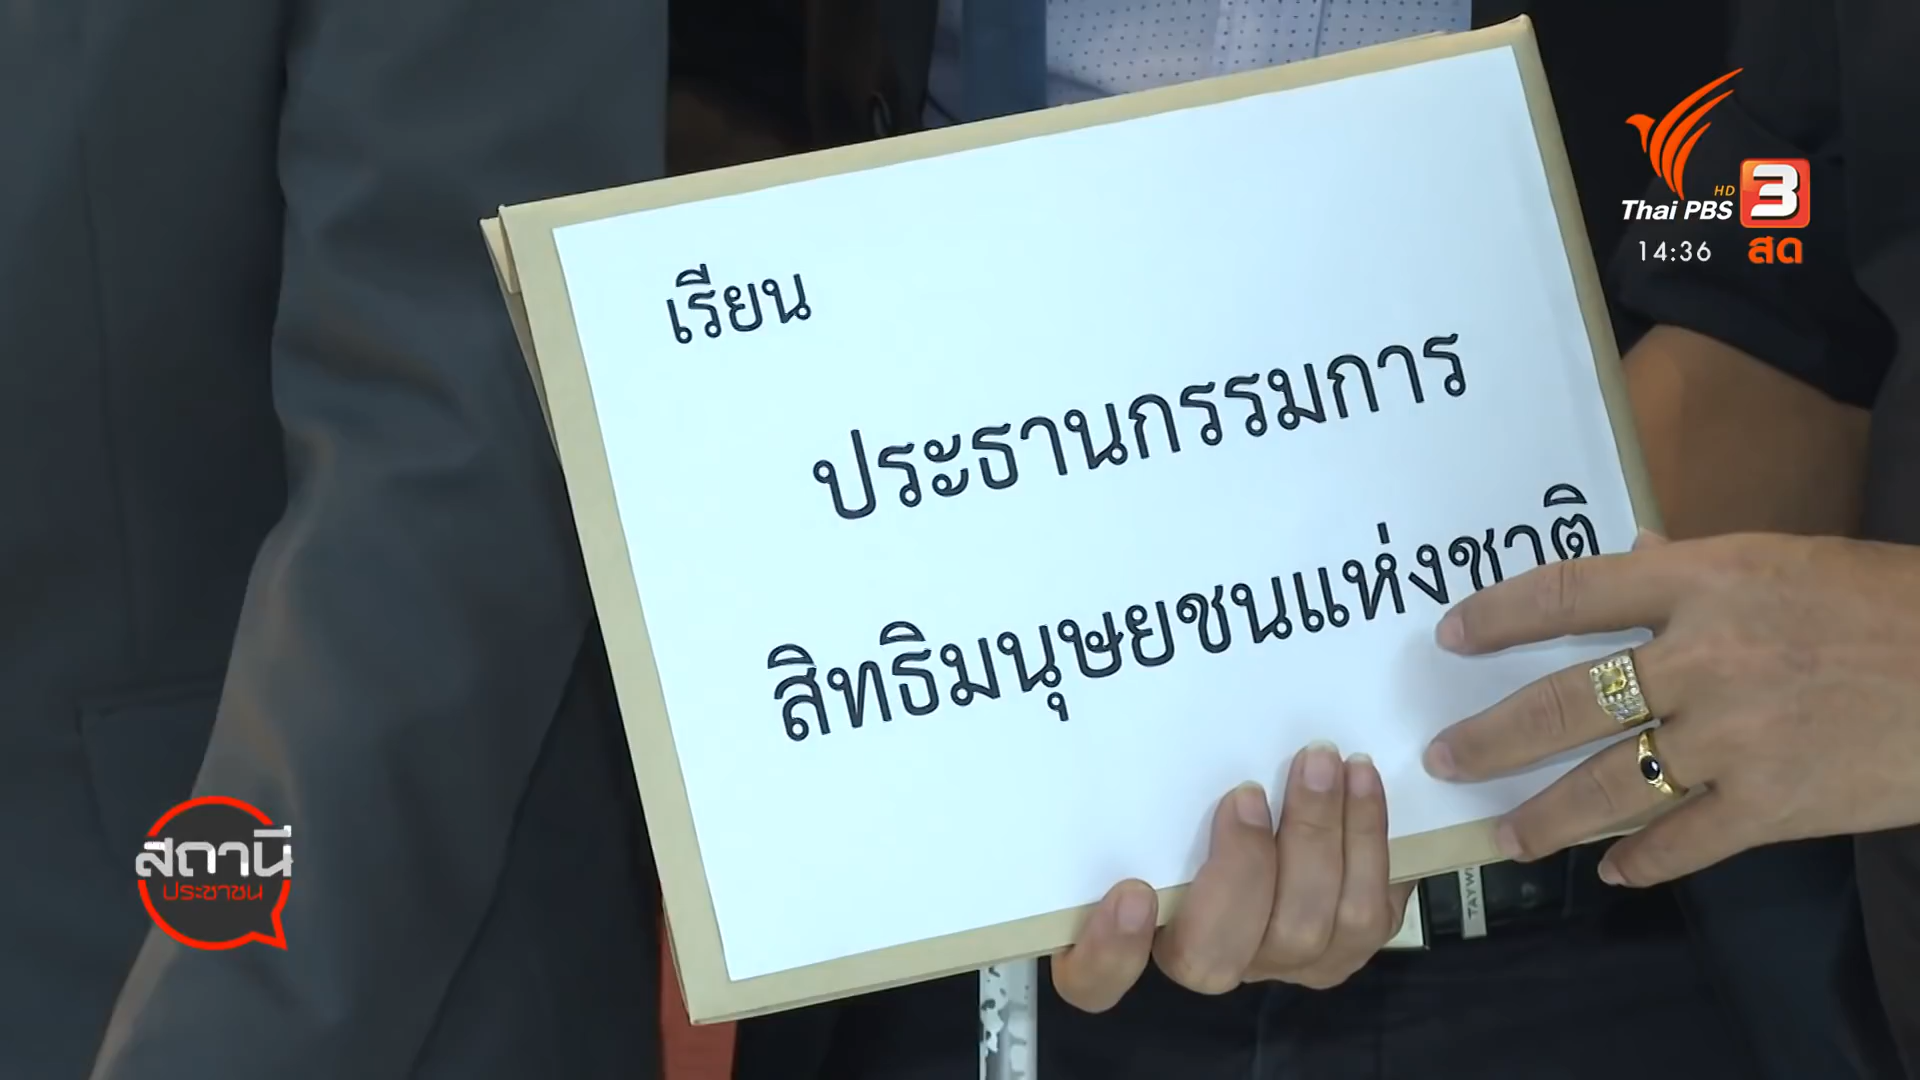 HD
Thai PBS 3
14:36 สด
เรียน
ประธานกรรมการ
สิทธิมนุษยชนแห่งชาติ
สถานี
ประชาชน